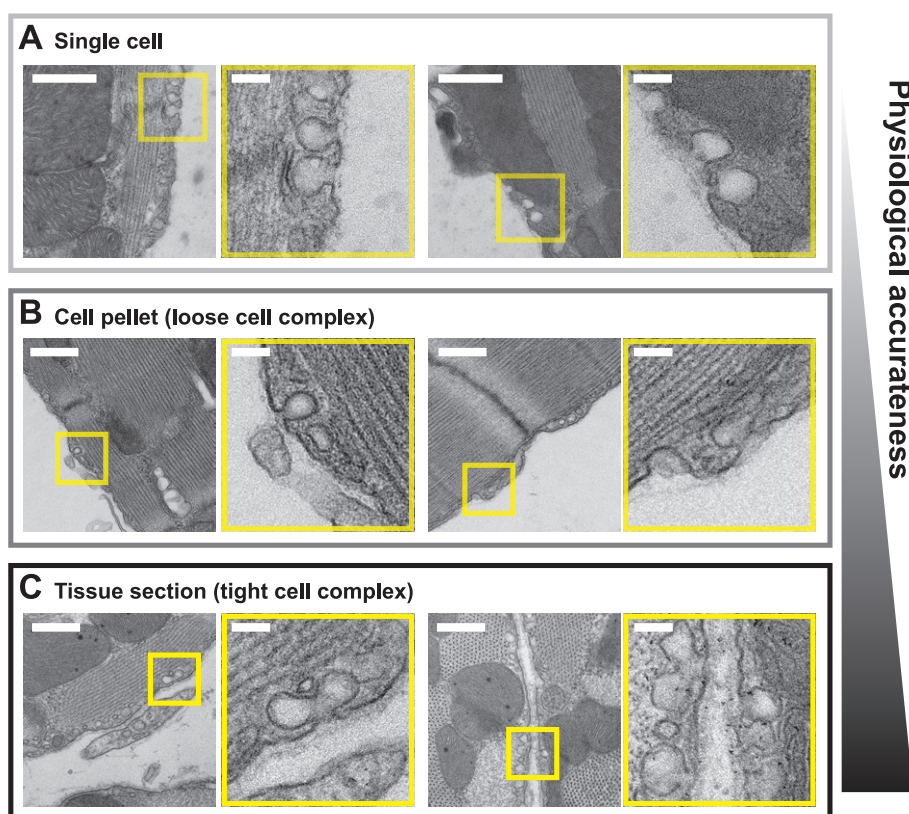 A Single cell
Physiological accurateness
B Cell pellet (loose cell complex)
C Tissue section (tight cell complex)